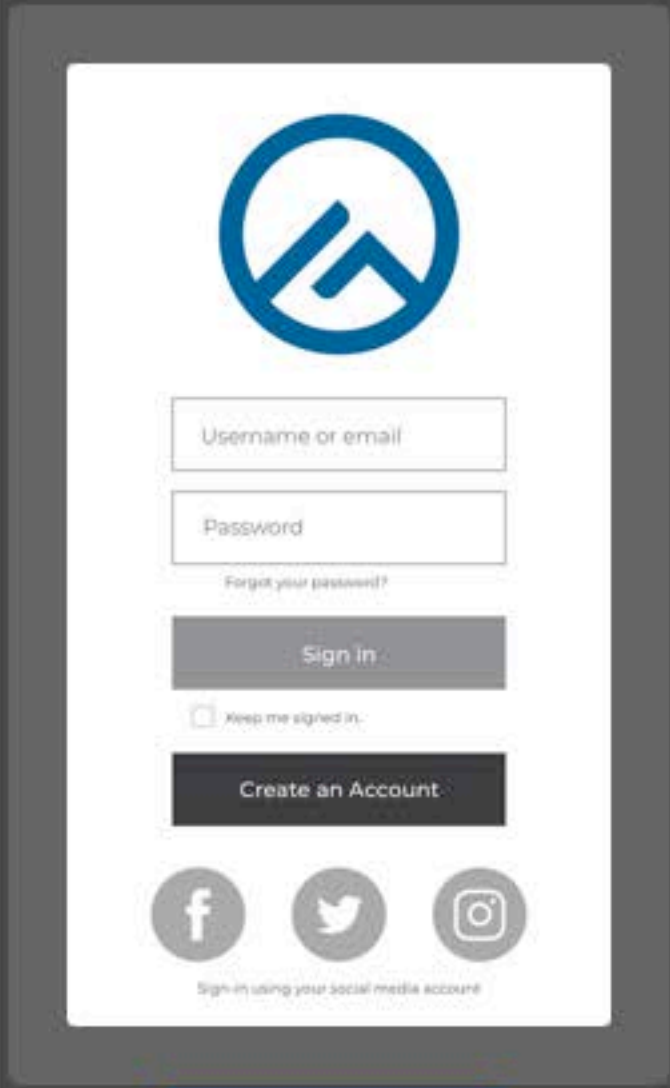 Username or email
Password
Forgot your password?
Sign in
Keep me signed in.
Create an Account
Sign-in using your social media account